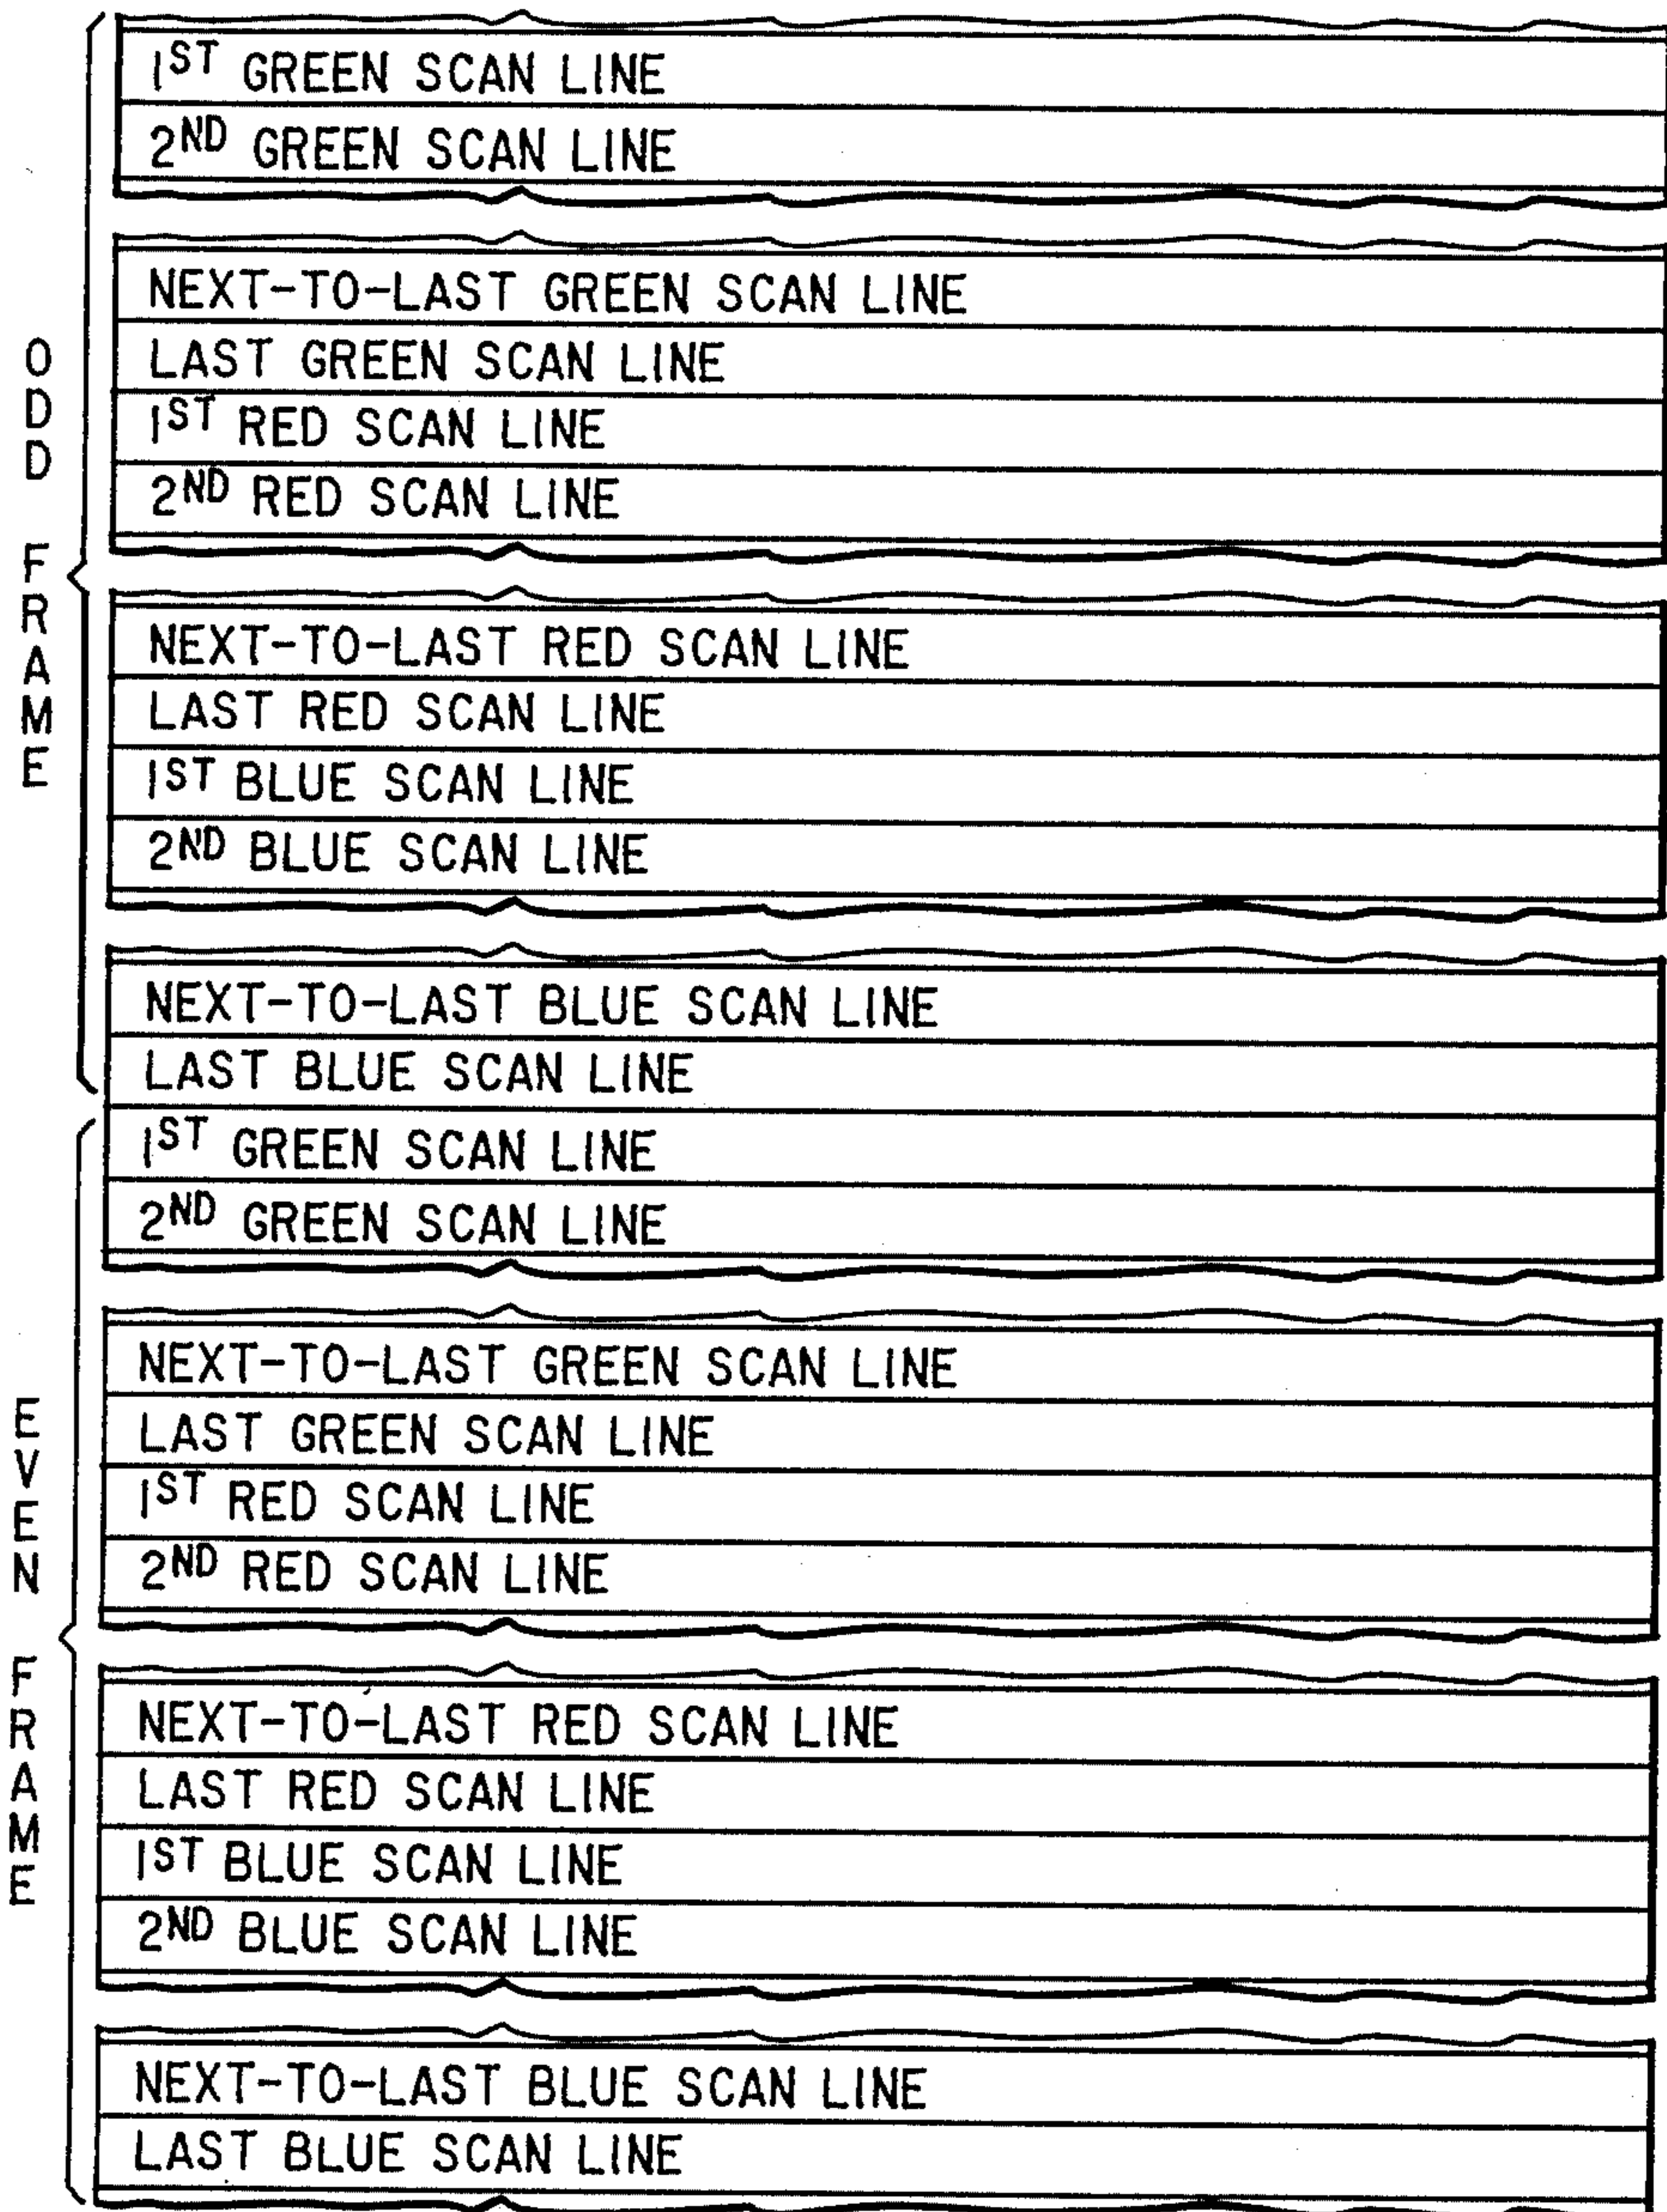 1ST GREEN SCAN LINE
2ND GREEN SCAN LINE
NEXT-TO-LAST GREEN SCAN LINE
LAST GREEN SCAN LINE
1ST RED SCAN LINE
2ND RED SCAN LINE
NEXT-TO-LAST RED SCAN LINE
LAST RED SCAN LINE
1ST BLUE SCAN LINE
2ND BLUE SCAN LINE
NEXT-TO-LAST BLUE SCAN LINE
LAST BLUE SCAN LINE
ODD FRAME
1ST GREEN SCAN LINE
2ND GREEN SCAN LINE
NEXT-TO-LAST GREEN SCAN LINE
LAST GREEN SCAN LINE
1ST RED SCAN LINE
2ND RED SCAN LINE
NEXT-TO-LAST RED SCAN LINE
LAST RED SCAN LINE
1ST BLUE SCAN LINE
2ND BLUE SCAN LINE
NEXT-TO-LAST BLUE SCAN LINE
LAST BLUE SCAN LINE
EVEN FRAME